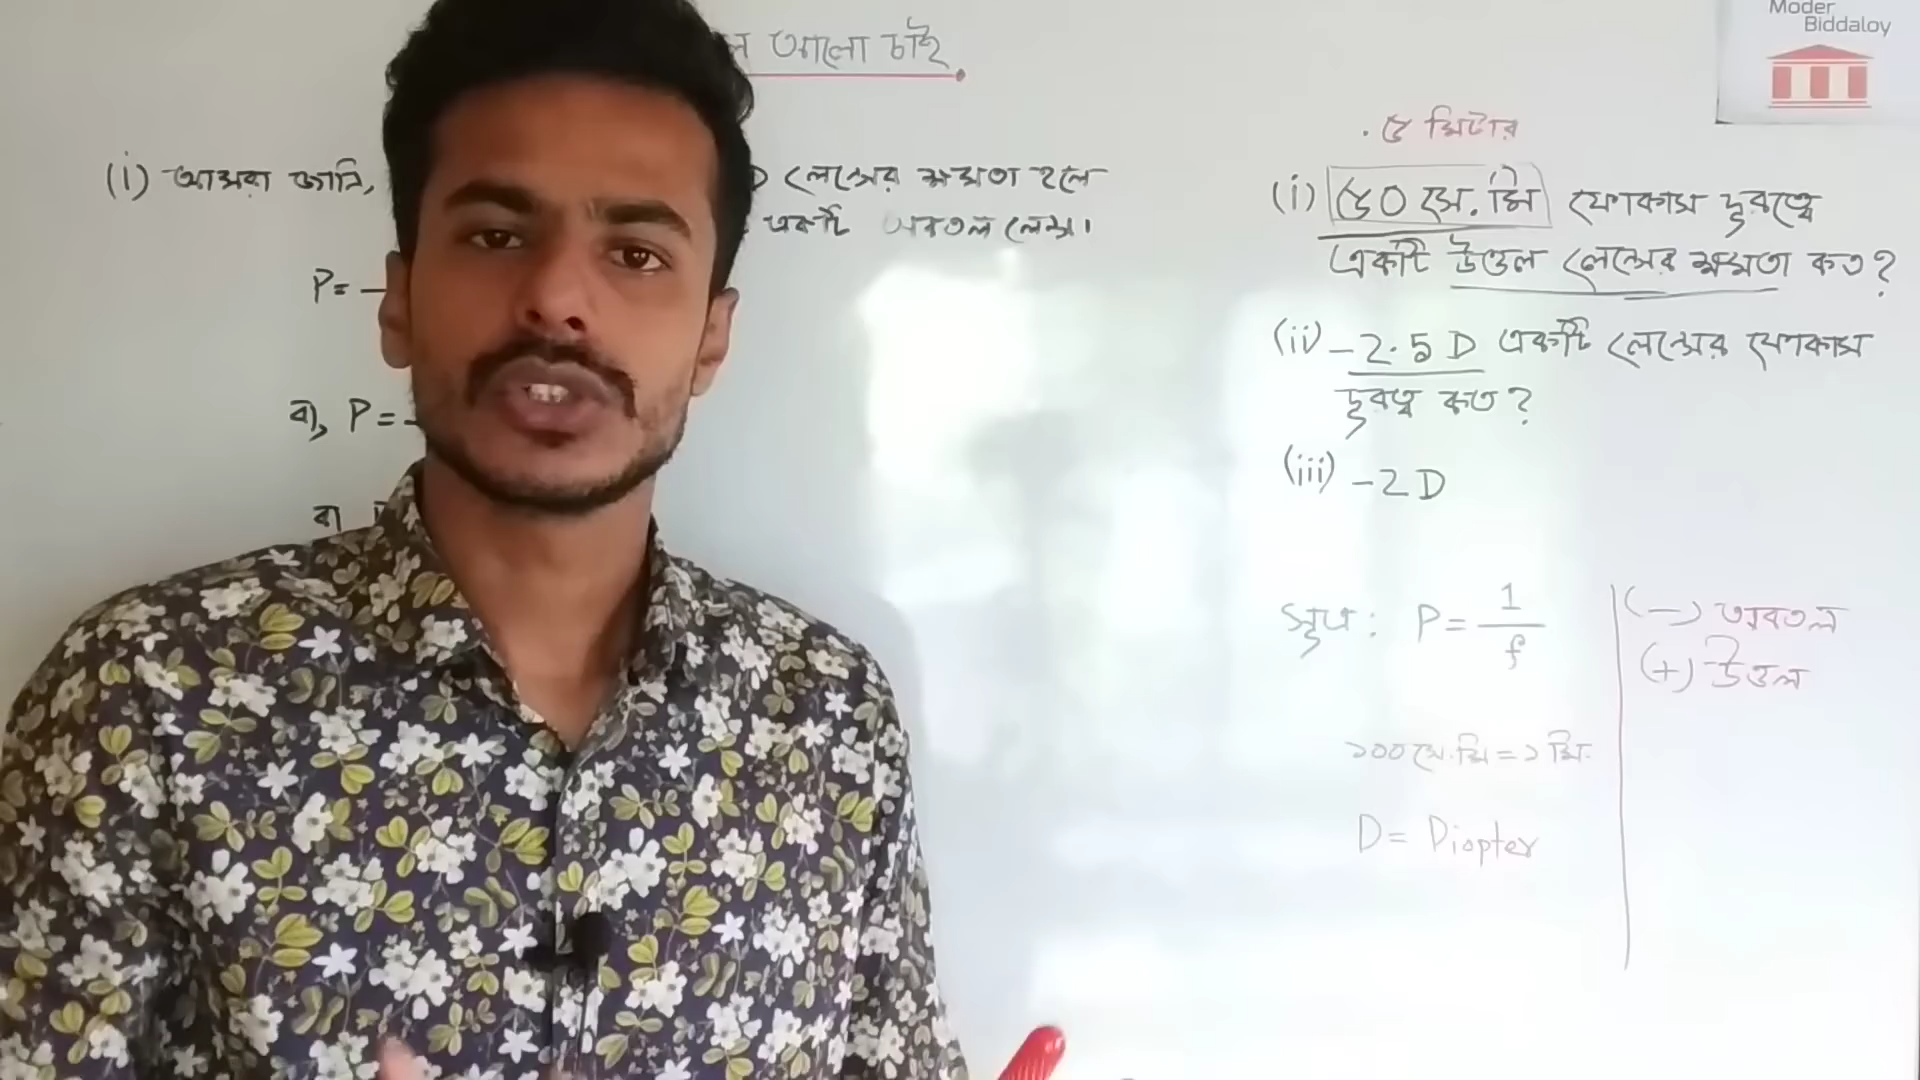 আলো চাই
(i) আমরা জানি,
D লেন্সের ক্ষমতা হলে
একটি অবতল লেন্স।
P=
বা, P=
বা
Moder
Biddaloy
.৫ মিটার
(i) ৫০ সে.মি ফোকাস দূরত্বে
একটি উত্তল লেন্সের ক্ষমতা কত?
(ii) -2.5 D একটি লেন্সের ফোকাস
দূরত্ব কত?
(iii) -2 D
সূত্র: P= 1/f
(-) অবতল
(+) উত্তল
১০০ সে.মি = ১ মি.
D= Diopter